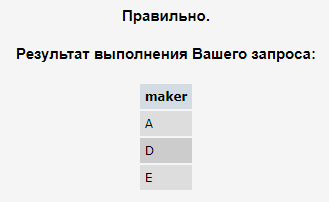 Правильно.
Результат выполнения Вашего запроса:
maker
A
D
E